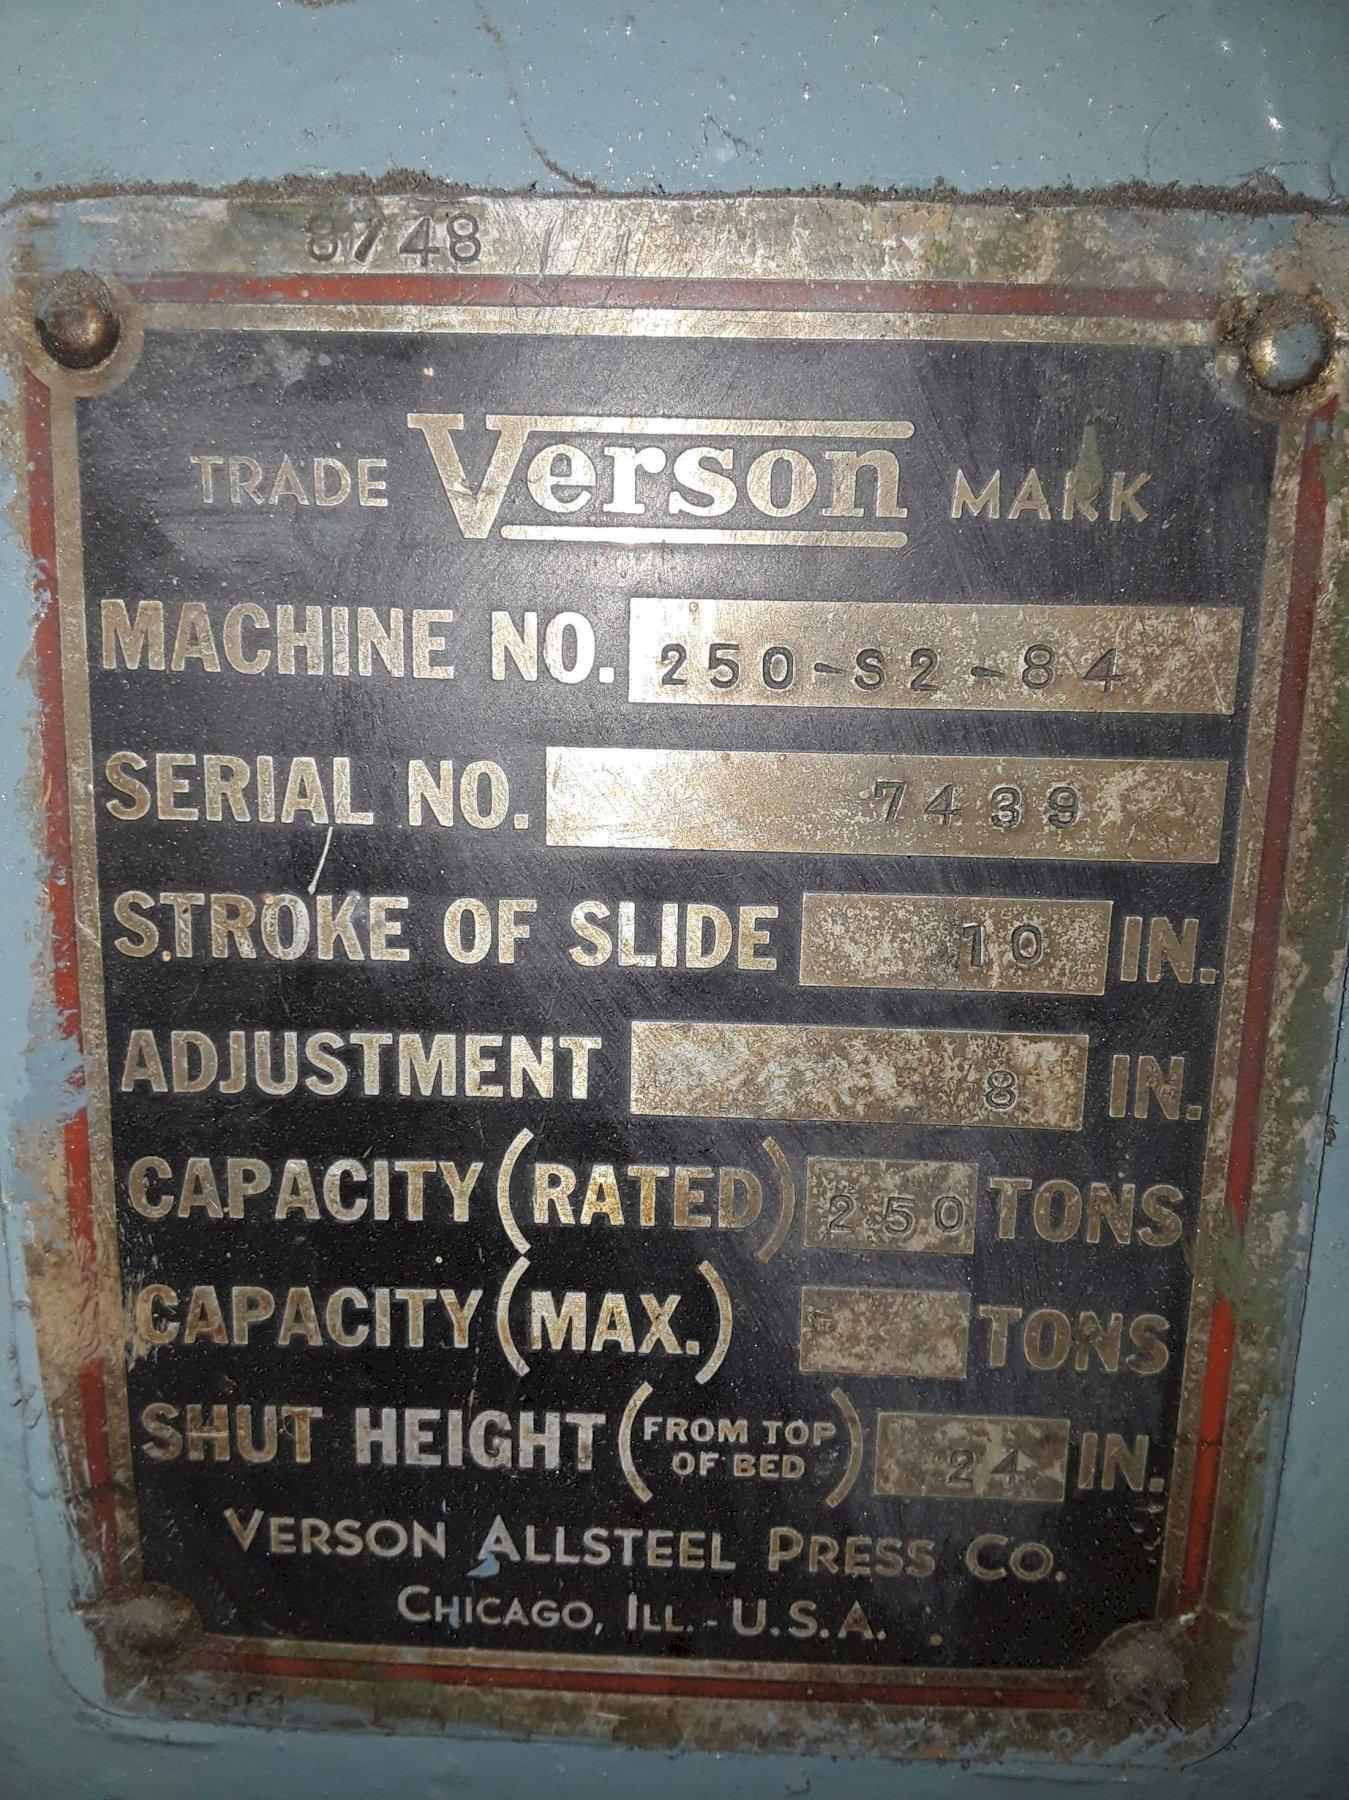 8748
TRADE Verson MARK
MACHINE NO. 250-S2-84
SERIAL NO. 7439
STROKE OF SLIDE 10 IN.
ADJUSTMENT 8 IN.
CAPACITY (RATED) 250 TONS
CAPACITY (MAX.) TONS
SHUT HEIGHT (FROM TOP OF BED) 24 IN.
VERSON ALLSTEEL PRESS CO.
CHICAGO, ILL. - U.S.A.